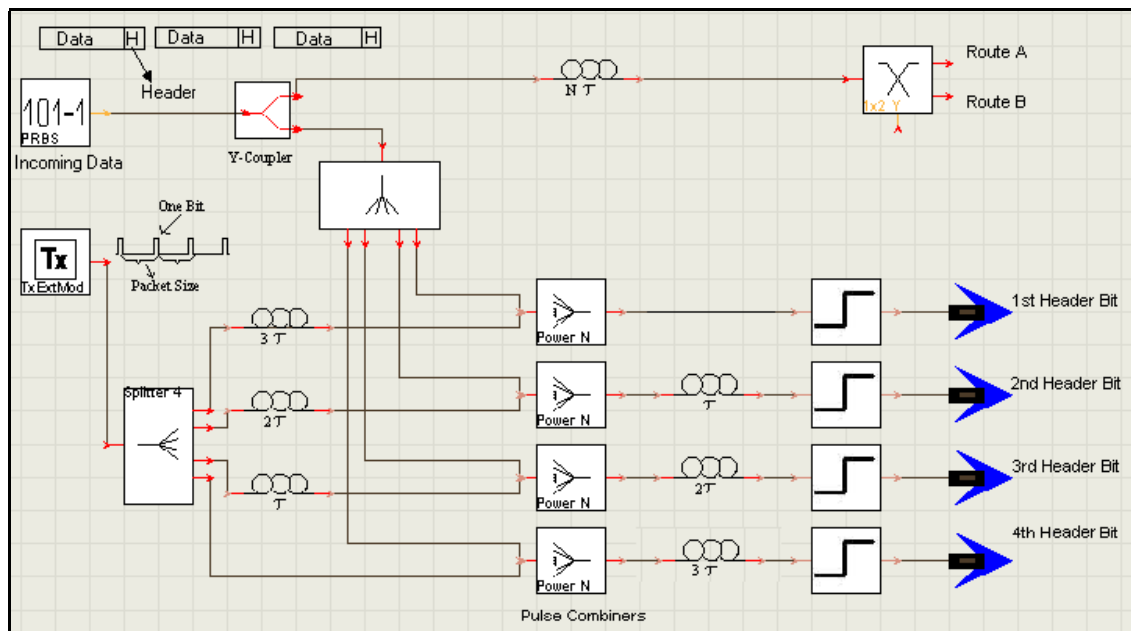 Data H Data H Data H
Header
101-1
PRBS
Incoming Data
Y-Coupler
N τ
1x2 Y
Route A
Route B
One Bit
Packet Size
Tx
TxExtMod
3 τ
Splitter 4
2τ
τ
Power N
1st Header Bit
Power N
τ
2nd Header Bit
Power N
2τ
3rd Header Bit
Power N
3 τ
4th Header Bit
Pulse Combiners